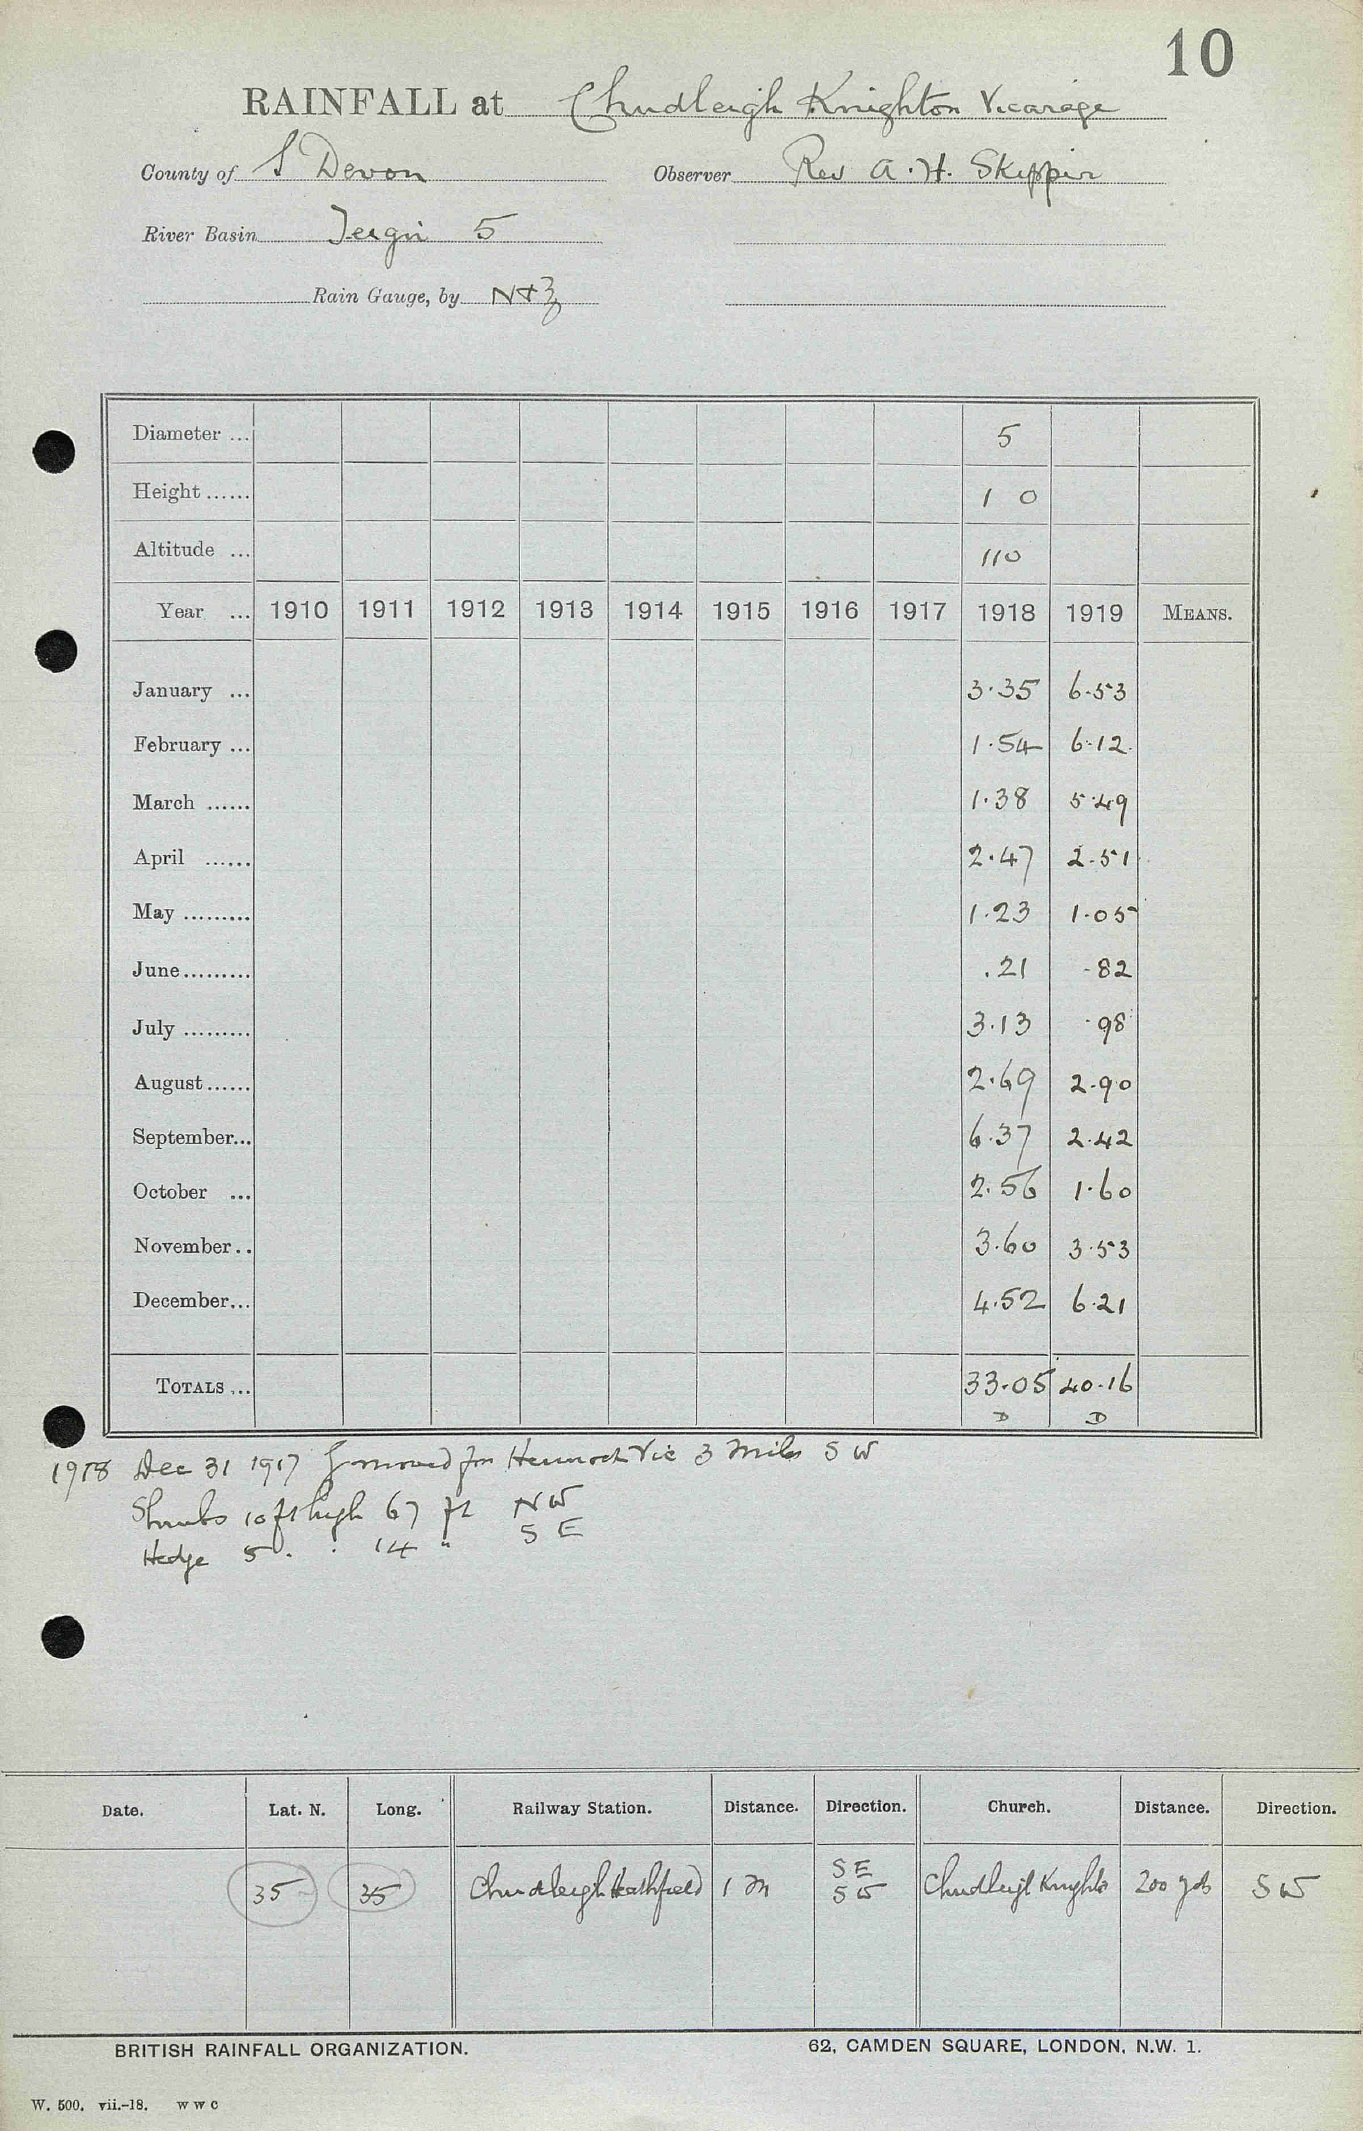 10
RAINFALL at Chudleigh Knighton Vicarage
County of S Devon Observer Rev A. H. Skipper
River Basin Teign 5
Rain Gauge, by N+Z
Diameter ... 5
Height ...... 1 0
Altitude ... 110
Year ... 1910 1911 1912 1913 1914 1915 1916 1917 1918 1919 MEANS.
January ... 3.35 6.53
February ... 1.54 6.12
March ...... 1.38 5.49
April ...... 2.47 2.51
May ......... 1.23 1.05
June ......... .21 .82
July ......... 3.13 .98
August ...... 2.69 2.90
September... 6.37 2.42
October ... 2.56 1.60
November.. 3.60 3.53
December... 4.52 6.21
TOTALS ... 33.05 40.16
D D
1918 Dec 31 1917 G moved fm Hennock Vic 3 Miles SW
Shrubs 10 ft high 67 ft NW
Hedge 5 . . 14 " SE
Date. Lat. N. Long. Railway Station. Distance. Direction. Church. Distance. Direction.
35 35 Chudleigh Heathfield 1 M SE SW Chudleigh Knighto 200 yds SW
BRITISH RAINFALL ORGANIZATION. 62, CAMDEN SQUARE, LONDON, N.W. 1.
W. 500. vii.-18. W W C